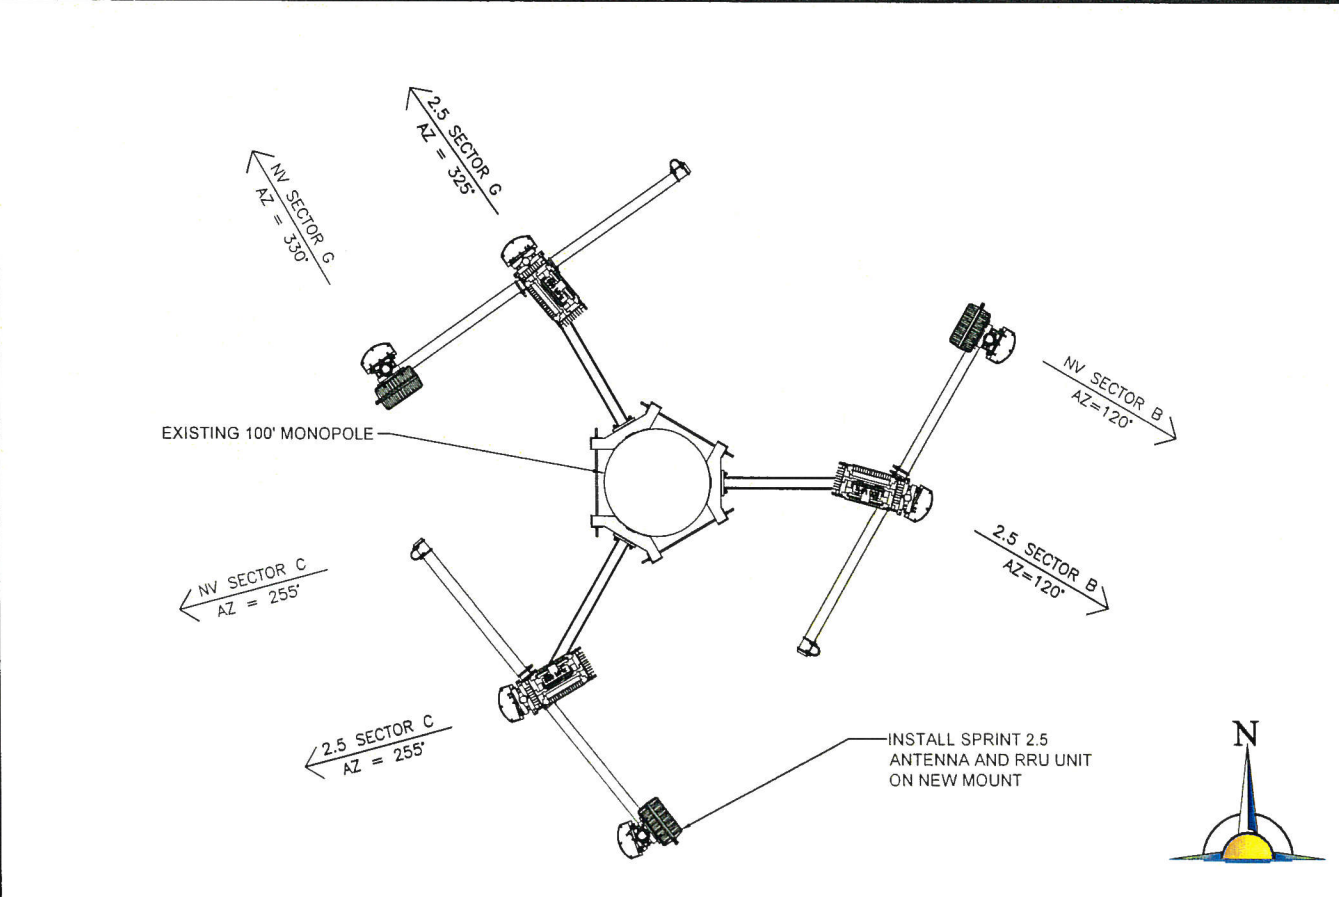 2.5 SECTOR G
AZ = 325°
NV SECTOR G
AZ = 330°
NV SECTOR B
AZ=120°
EXISTING 100' MONOPOLE
2.5 SECTOR B
AZ=120°
NV SECTOR C
AZ = 255°
2.5 SECTOR C
AZ = 255°
INSTALL SPRINT 2.5
ANTENNA AND RRU UNIT
ON NEW MOUNT
N